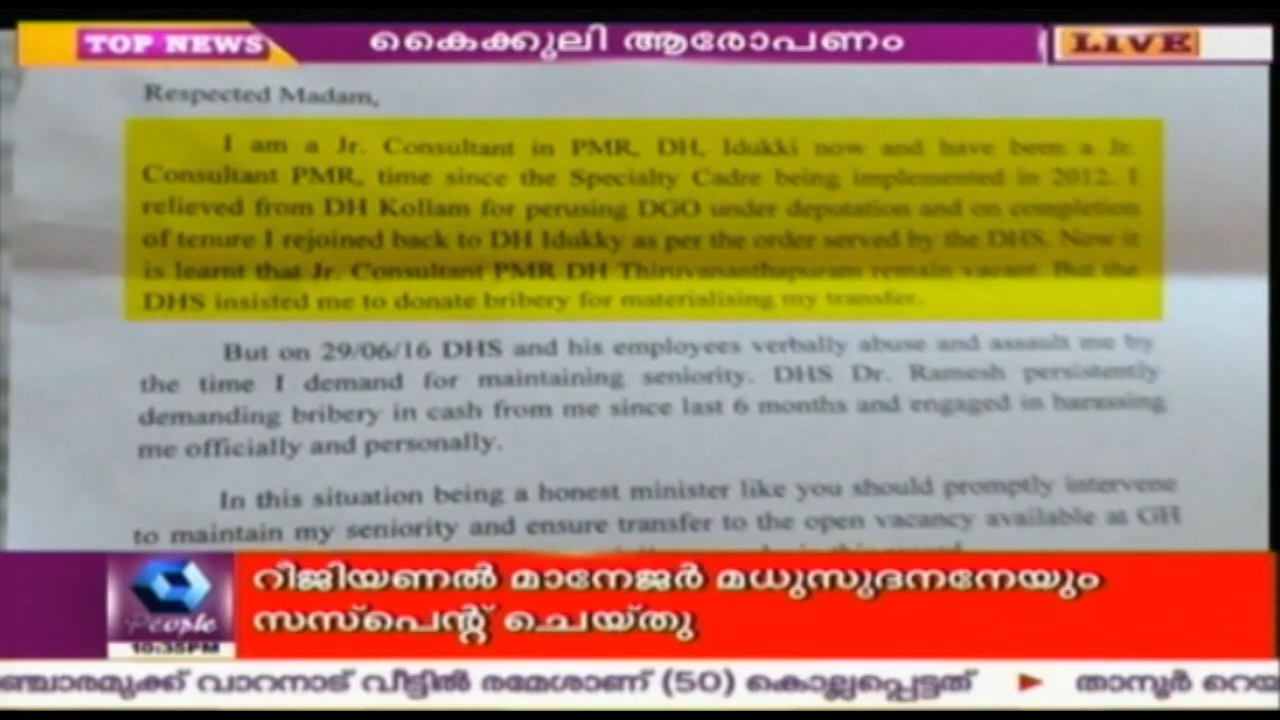 TOP NEWS
കൈക്കൂലി ആരോപണം
LIVE
Respected Madam,
I am a Jr. Consultant in PMR, DH, Idukki now and have been a Jr.
Consultant PMR, time since the Specialty Cadre being implemented in 2012. I
relieved from DH Kollam for perusing DGO under deputation and on completion
of tenure I rejoined back to DH Idukky as per the order served by the DHS. Now it
is learnt that Jr. Consultant PMR DH Thiruvananthapuram remain vacant. But the
DHS insisted me to donate bribery for materialising my transfer.
But on 29/06/16 DHS and his employees verbally abuse and assault me by
the time I demand for maintaining seniority. DHS Dr. Ramesh persistently
demanding bribery in cash from me since last 6 months and engaged in harassing
me officially and personally.
In this situation being a honest minister like you should promptly intervene
to maintain my seniority and ensure transfer to the open vacancy available at GH
റീജിയണൽ മാനേജർ മധുസൂദനനേയും
സസ്പെന്റ് ചെയ്തു
People
10:35PM
ഞ്ചാരമുക്ക് വാറനാട് വീട്ടിൽ രമേശാണ് (50) കൊല്ലപ്പെട്ടത് ► താനൂർ റെയ